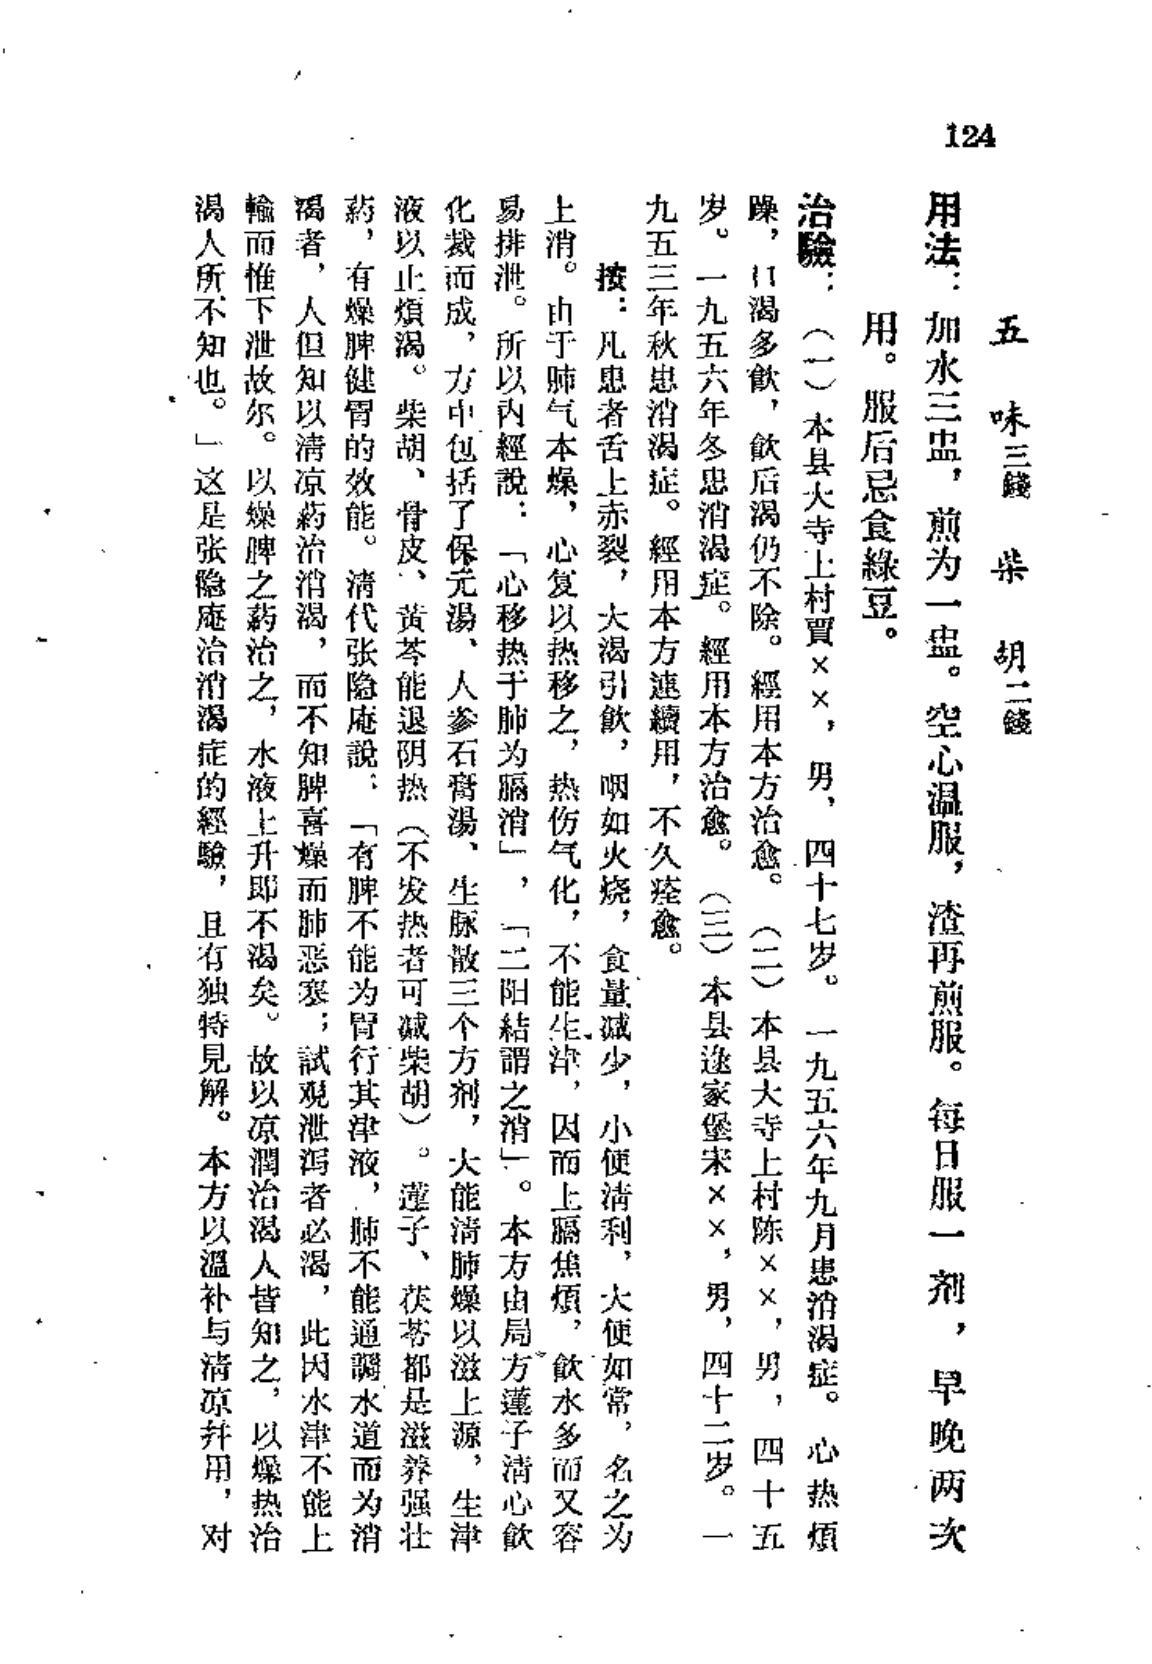 124
五味三錢 柴胡二錢
用法：加水三盅，煎为一盅。空心温服，渣再煎服。每日服一剂，早晚两次
用。服后忌食綠豆。
治驗：（一）本县大寺上村賈××，男，四十七岁。一九五六年九月患消渴症。心热煩
躁，口渴多飲，飲后渴仍不除。經用本方治愈。（二）本县大寺上村陈××，男，四十五
岁。一九五六年冬患消渴症。經用本方治愈。（三）本县逯家堡宋××，男，四十二岁。一
九五三年秋患消渴症。經用本方連續用，不久痊愈。
按：凡患者舌上赤裂，大渴引飲，咽如火烧，食量减少，小便清利，大便如常，名之为
上消。由于肺气本燥，心复以热移之，热伤气化，不能生津，因而上膈焦煩，飲水多而又容
易排泄。所以內經說：「心移热于肺为膈消」，「二阳結謂之消」。本方由局方蓮子清心飲
化裁而成，方中包括了保元湯、人参石膏湯、生脉散三个方剂，大能清肺燥以滋上源，生津
液以止煩渴。柴胡、骨皮、黃芩能退阴热（不发热者可减柴胡）。蓮子、茯苓都是滋养强壮
葯，有燥脾健胃的效能。清代张隐庵說：「有脾不能为胃行其津液，肺不能通調水道而为消
渴者，人但知以清凉葯治消渴，而不知脾喜燥而肺恶寒；試观泄泻者必渴，此因水津不能上
輸而惟下泄故尔。以燥脾之葯治之，水液上升即不渴矣。故以凉潤治渴人皆知之，以燥热治
渴人所不知也。」这是张隐庵治消渴症的經驗，且有独特見解。本方以溫补与清凉幷用，对